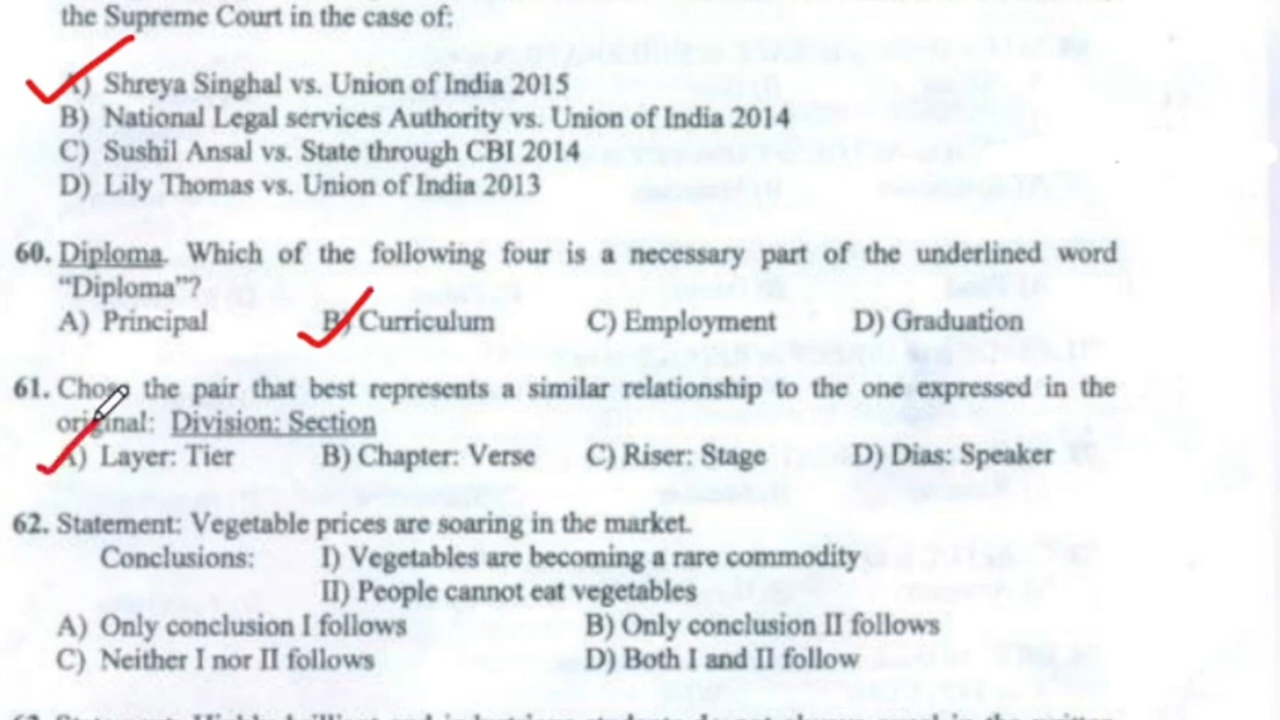 the Supreme Court in the case of:
A) Shreya Singhal vs. Union of India 2015
B) National Legal services Authority vs. Union of India 2014
C) Sushil Ansal vs. State through CBI 2014
D) Lily Thomas vs. Union of India 2013
60. Diploma. Which of the following four is a necessary part of the underlined word
“Diploma”?
A) Principal B) Curriculum C) Employment D) Graduation
61. Chose the pair that best represents a similar relationship to the one expressed in the
original: Division: Section
A) Layer: Tier B) Chapter: Verse C) Riser: Stage D) Dias: Speaker
62. Statement: Vegetable prices are soaring in the market.
Conclusions: I) Vegetables are becoming a rare commodity
II) People cannot eat vegetables
A) Only conclusion I follows B) Only conclusion II follows
C) Neither I nor II follows D) Both I and II follow